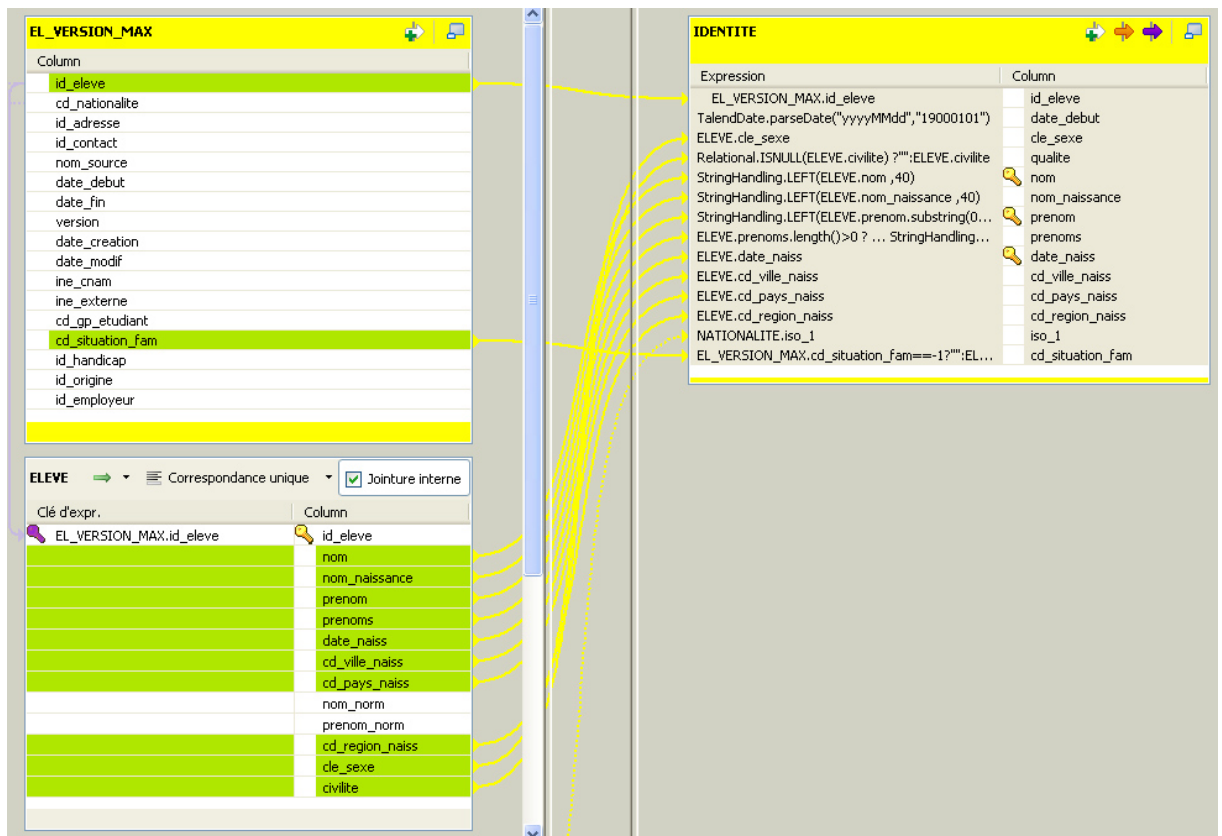 EL_VERSION_MAX
Column
id_eleve
cd_nationalite
id_adresse
id_contact
nom_source
date_debut
date_fin
version
date_creation
date_modif
ine_cnam
ine_externe
cd_gp_etudiant
cd_situation_fam
id_handicap
id_origine
id_employeur
ELEVE Correspondance unique Jointure interne
Clé d'expr. Column
EL_VERSION_MAX.id_eleve id_eleve
nom
nom_naissance
prenom
prenoms
date_naiss
cd_ville_naiss
cd_pays_naiss
nom_norm
prenom_norm
cd_region_naiss
cle_sexe
civilite
IDENTITE
Expression Column
EL_VERSION_MAX.id_eleve id_eleve
TalendDate.parseDate("yyyyMMdd","19000101") date_debut
ELEVE.cle_sexe cle_sexe
Relational.ISNULL(ELEVE.civilite) ?"":ELEVE.civilite qualite
StringHandling.LEFT(ELEVE.nom ,40) nom
StringHandling.LEFT(ELEVE.nom_naissance ,40) nom_naissance
StringHandling.LEFT(ELEVE.prenom.substring(0... prenom
ELEVE.prenoms.length()>0 ? ... StringHandling... prenoms
ELEVE.date_naiss date_naiss
ELEVE.cd_ville_naiss cd_ville_naiss
ELEVE.cd_pays_naiss cd_pays_naiss
ELEVE.cd_region_naiss cd_region_naiss
NATIONALITE.iso_1 iso_1
EL_VERSION_MAX.cd_situation_fam==-1?"":EL... cd_situation_fam